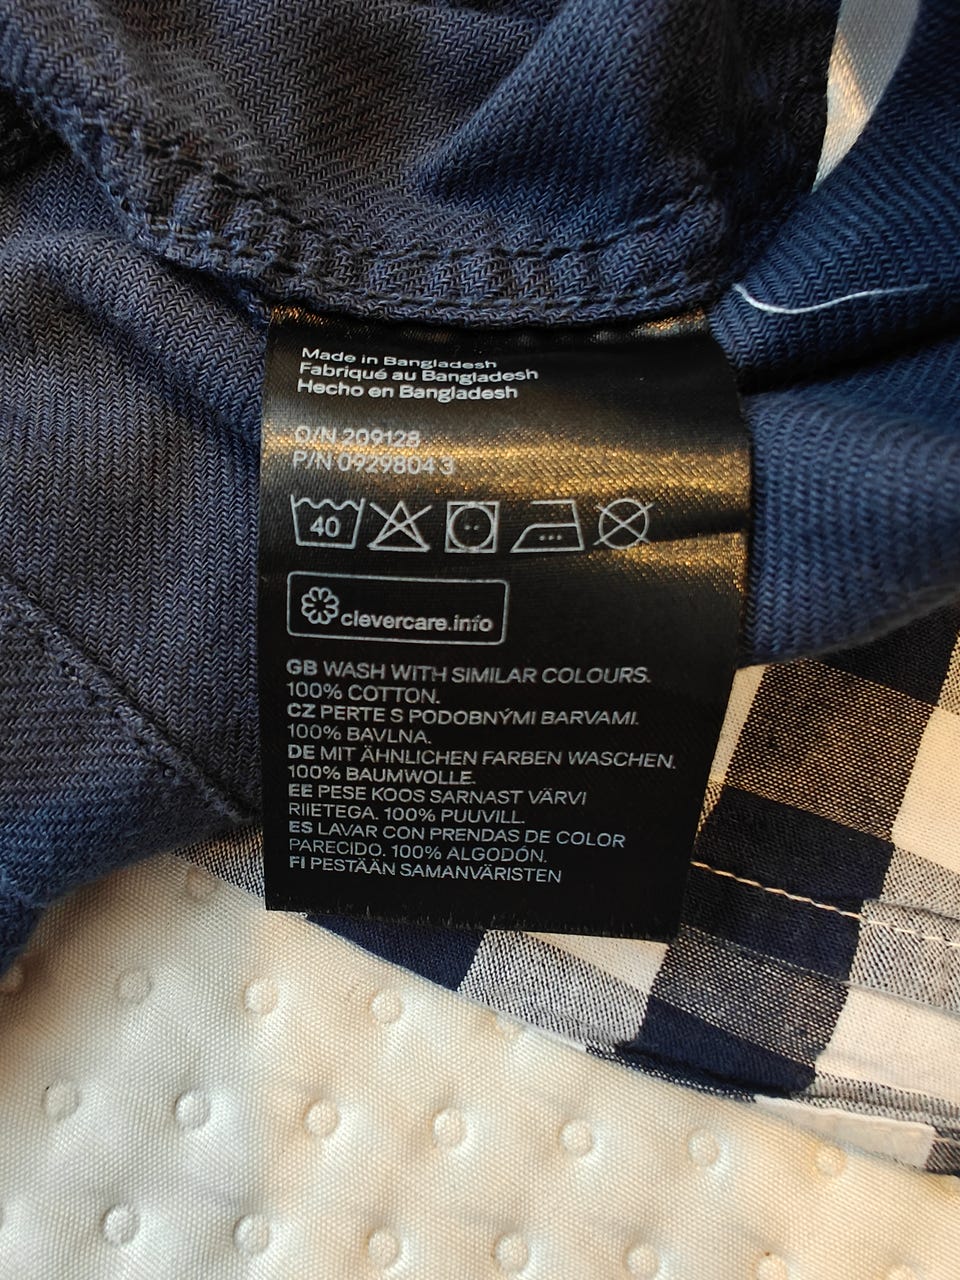 Made in Bangladesh
Fabriqué au Bangladesh
Hecho en Bangladesh
O/N 209128
P/N 0929804 3
40
clevercare.info
GB WASH WITH SIMILAR COLOURS.
100% COTTON.
CZ PERTE S PODOBNÝMI BARVAMI.
100% BAVLNA.
DE MIT ÄHNLICHEN FARBEN WASCHEN.
100% BAUMWOLLE.
EE PESE KOOS SARNAST VÄRVI
RIIETEGA. 100% PUUVILL.
ES LAVAR CON PRENDAS DE COLOR
PARECIDO. 100% ALGODÓN.
FI PESTÄÄN SAMANVÄRISTEN